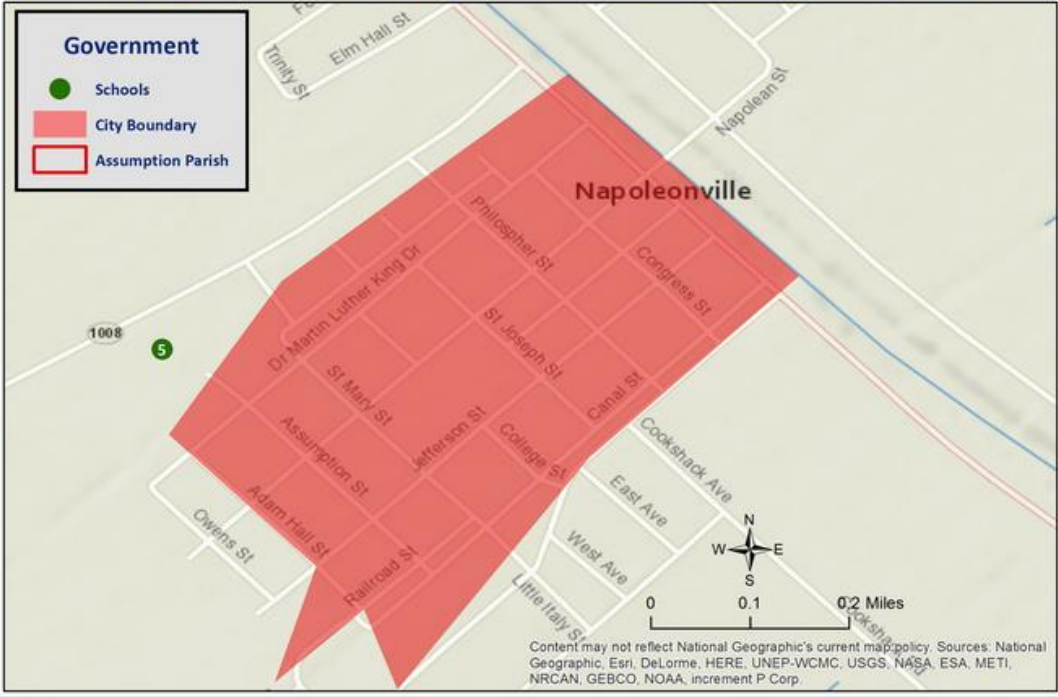 Government
Schools
City Boundary
Assumption Parish
Elm Hall St
Trinity St
Napolean St
Napoleonville
Philospher St
Congress St
Dr Martin Luther King Dr
1008
5
St Joseph St
St Mary St
Canal St
Jefferson St
College St
Assumption St
Cookshack Ave
East Ave
Adam Hall St
Owens St
West Ave
Railroad St
Little Italy St
N
W
E
S
0
0.1
0.2 Miles
Content may not reflect National Geographic's current map policy. Sources: National
Geographic, Esri, DeLorme, HERE, UNEP-WCMC, USGS, NASA, ESA, METI,
NRCAN, GEBCO, NOAA, increment P Corp.